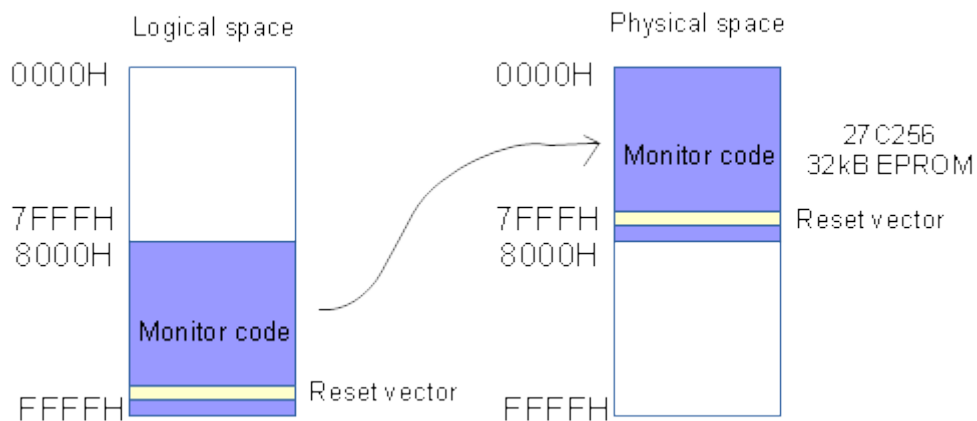 Logical space
0000H
7FFFH
8000H
Monitor code
Reset vector
FFFFH
Physical space
0000H
Monitor code
27C256
32kB EPROM
7FFFH
Reset vector
8000H
FFFFH